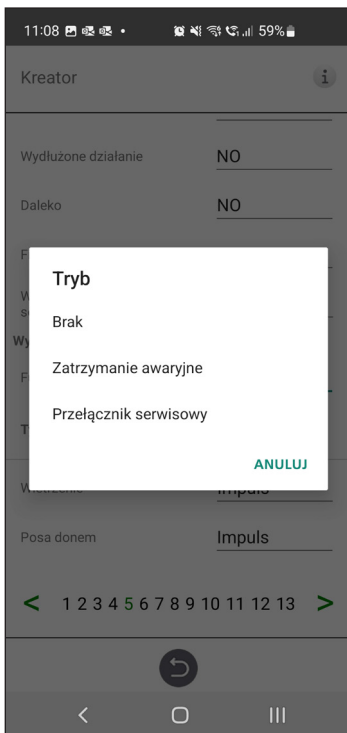 11:08 59%
Kreator i
Wydłużone działanie NO
Daleko NO
F
Tryb
W
s
Brak
Wy
Zatrzymanie awaryjne
F
Przełącznik serwisowy
T
ANULUJ
Impuls
Posa donem Impuls
< 1 2 3 4 5 6 7 8 9 10 11 12 13 >